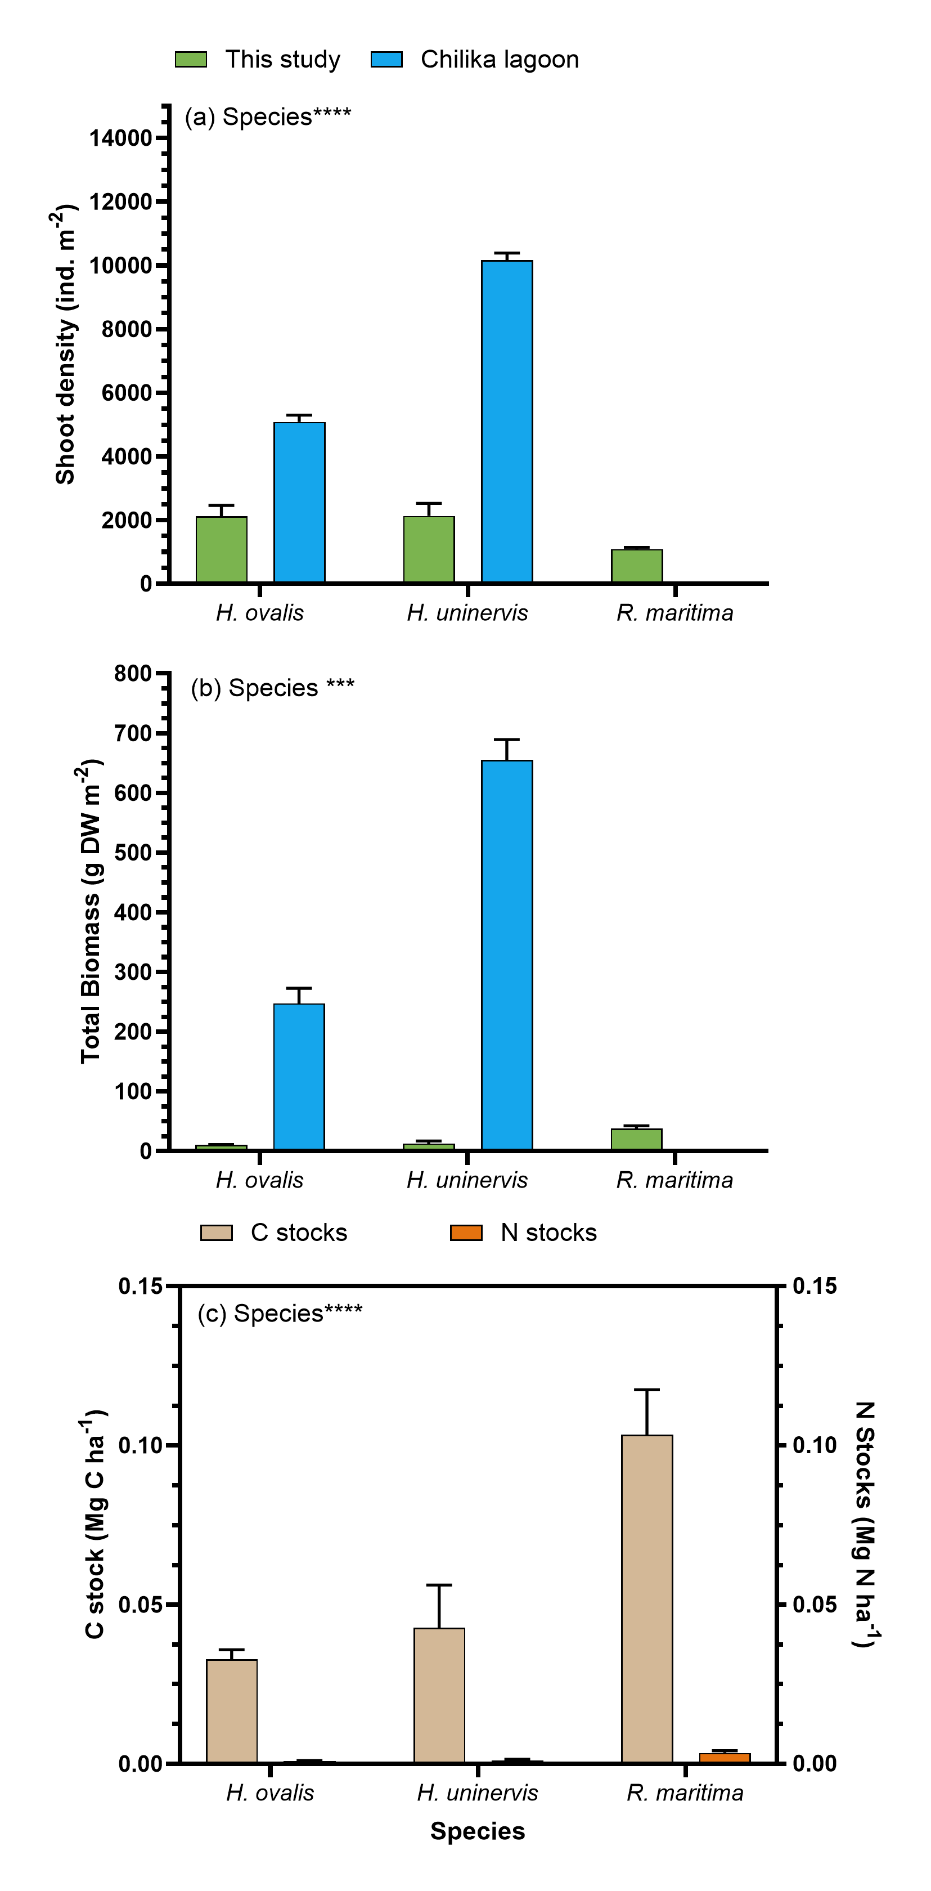 This study Chilika lagoon
(a) Species****
14000
12000
10000
8000
6000
4000
2000
0
Shoot density (ind. m-2)
H. ovalis H. uninervis R. maritima
(b) Species ***
800
700
600
500
400
300
200
100
0
Total Biomass (g DW m-2)
H. ovalis H. uninervis R. maritima
C stocks N stocks
(c) Species****
0.15 0.15
0.10 0.10
0.05 0.05
0.00 0.00
C stock (Mg C ha-1)
N Stocks (Mg N ha-1)
H. ovalis H. uninervis R. maritima
Species